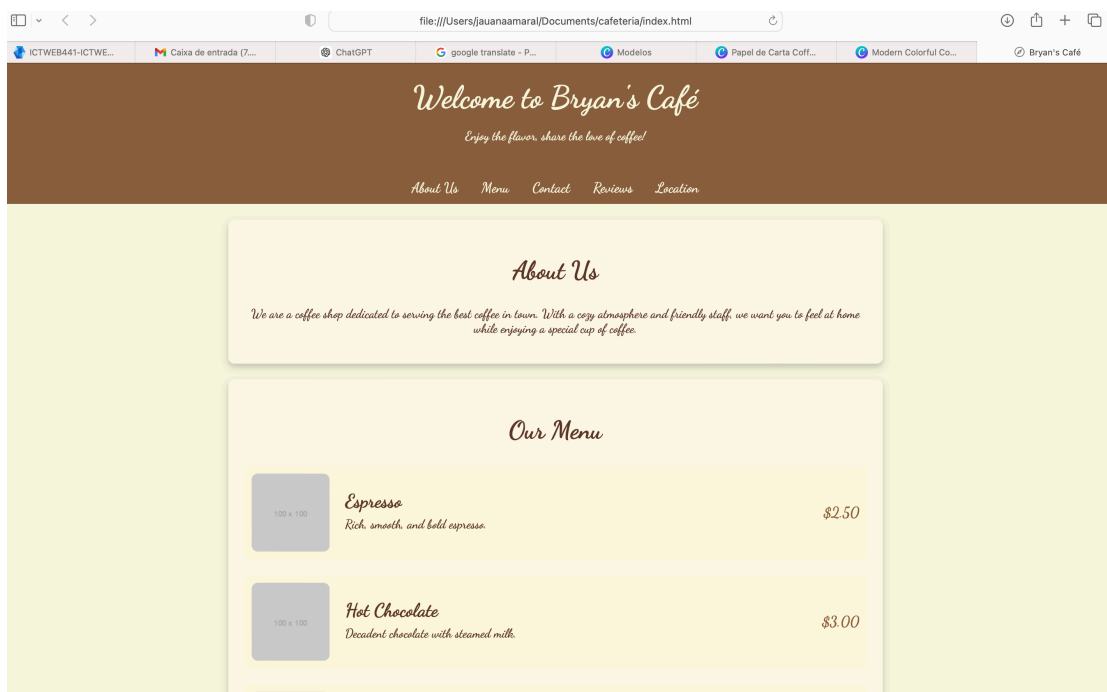 file:///Users/jauanaamaral/Documents/cafeteria/index.html
ICTWEB441-ICTWE...
Caixa de entrada (7....
ChatGPT
google translate - P...
Modelos
Papel de Carta Coff...
Modern Colorful Co...
Bryan's Café
Welcome to Bryan's Café
Enjoy the flavor, share the love of coffee!
About Us Menu Contact Reviews Location
About Us
We are a coffee shop dedicated to serving the best coffee in town. With a cozy atmosphere and friendly staff, we want you to feel at home
while enjoying a special cup of coffee.
Our Menu
100 x 100
Espresso
Rich, smooth, and bold espresso.
$2.50
100 x 100
Hot Chocolate
Decadent chocolate with steamed milk.
$3.00